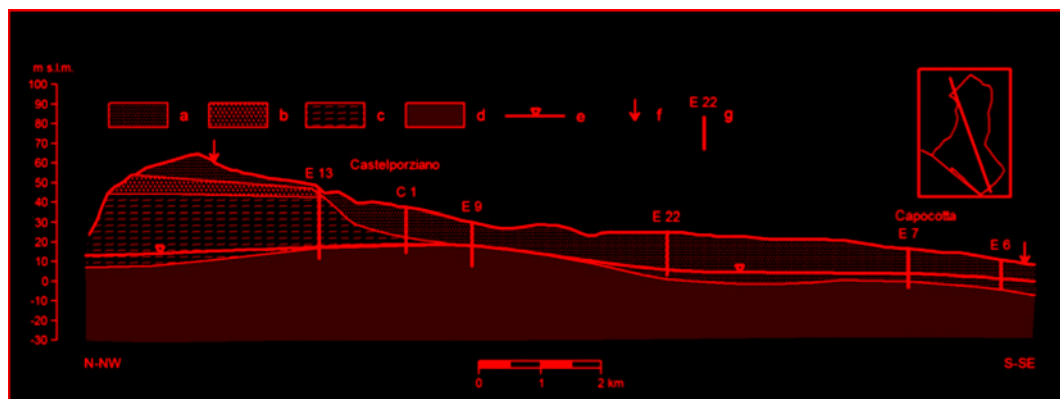 m s.l.m.
100
90
80
70
60
50
40
30
20
10
0
-10
-20
-30
a
b
c
d
e
f
E 22
g
Castelporziano
E 13
C 1
E 9
E 22
Capocotta
E 7
E 6
N-NW
S-SE
0 1 2 km